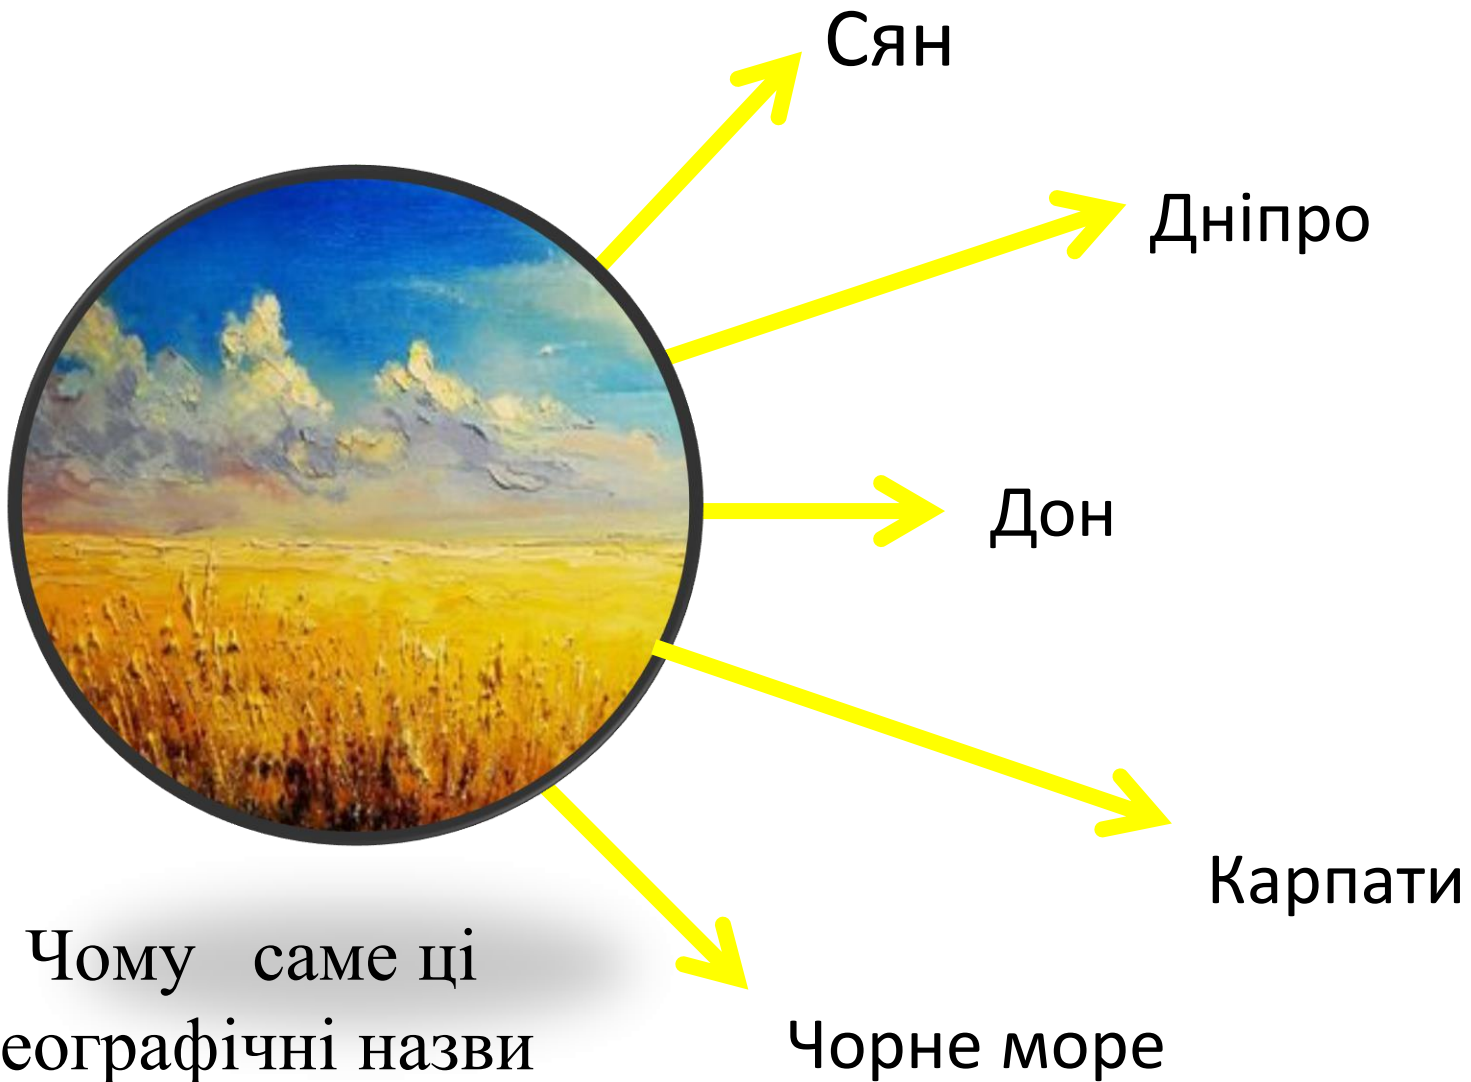 Сян
Дніпро
Дон
Карпати
Чорне море
Чому саме ці
еографічні назви